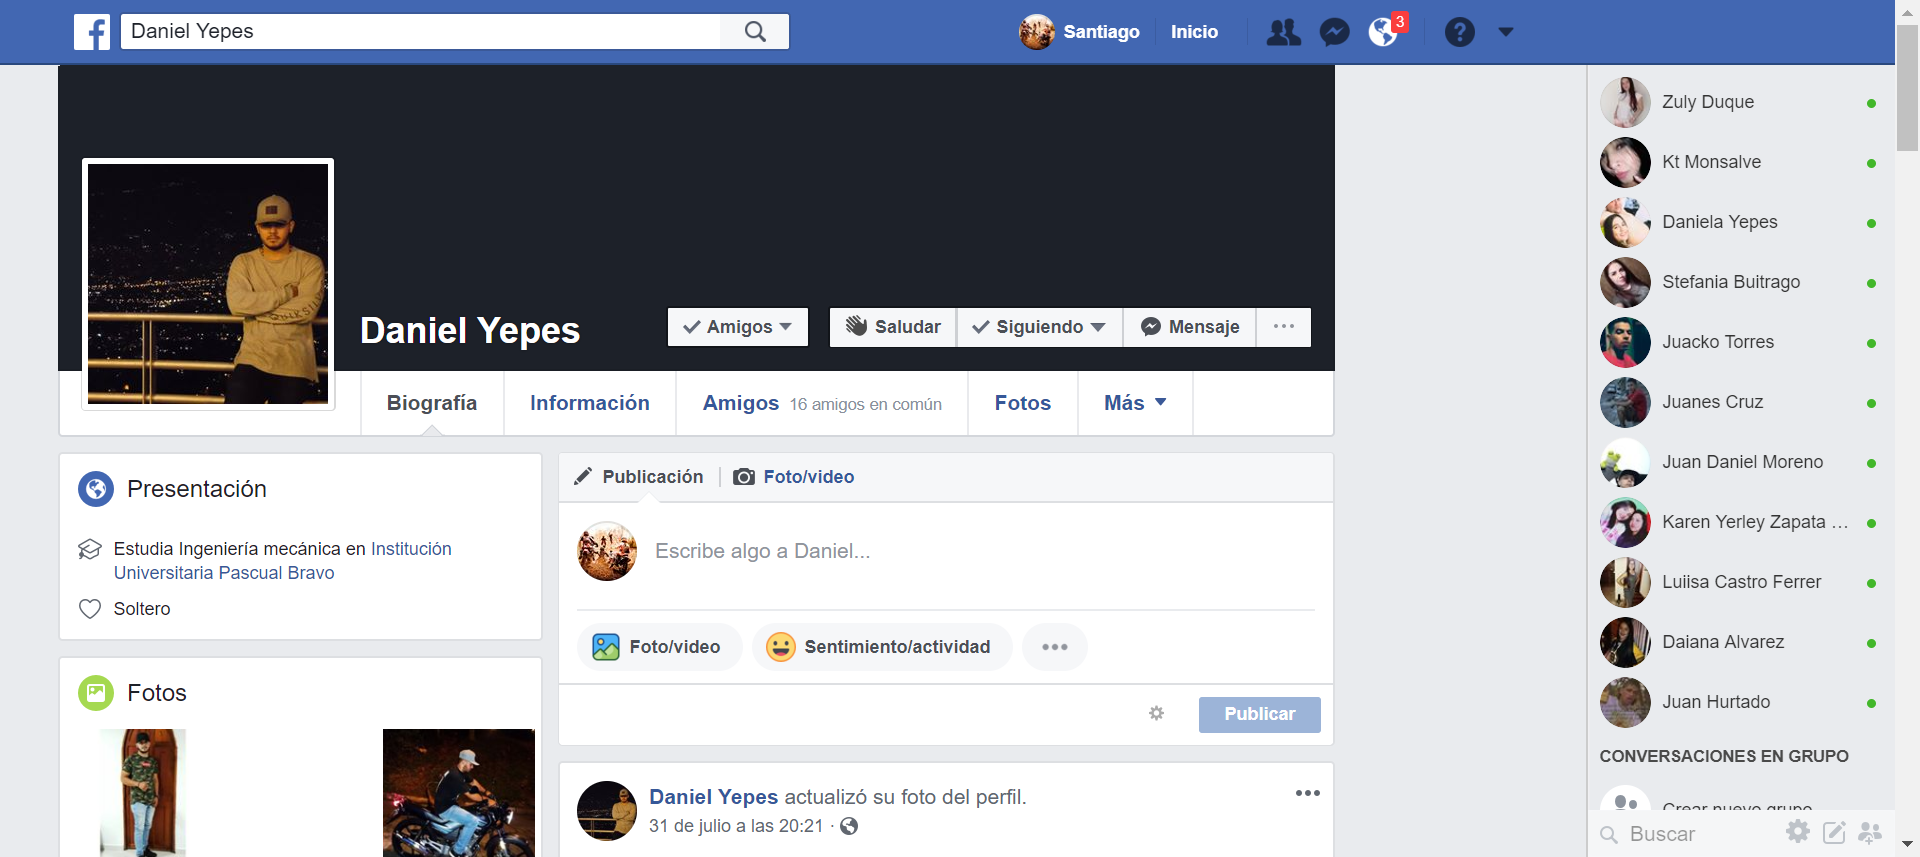 Daniel Yepes
Santiago
Inicio
3
Daniel Yepes
Amigos
Saludar
Siguiendo
Mensaje
Biografía
Información
Amigos 16 amigos en común
Fotos
Más
Presentación
Estudia Ingeniería mecánica en Institución
Universitaria Pascual Bravo
Soltero
Fotos
Publicación
Foto/video
Escribe algo a Daniel...
Foto/video
Sentimiento/actividad
Publicar
Daniel Yepes actualizó su foto del perfil.
31 de julio a las 20:21 ·
Zuly Duque
Kt Monsalve
Daniela Yepes
Stefania Buitrago
Juacko Torres
Juanes Cruz
Juan Daniel Moreno
Karen Yerley Zapata ...
Luiisa Castro Ferrer
Daiana Alvarez
Juan Hurtado
CONVERSACIONES EN GRUPO
Crear nuevo grupo
Buscar